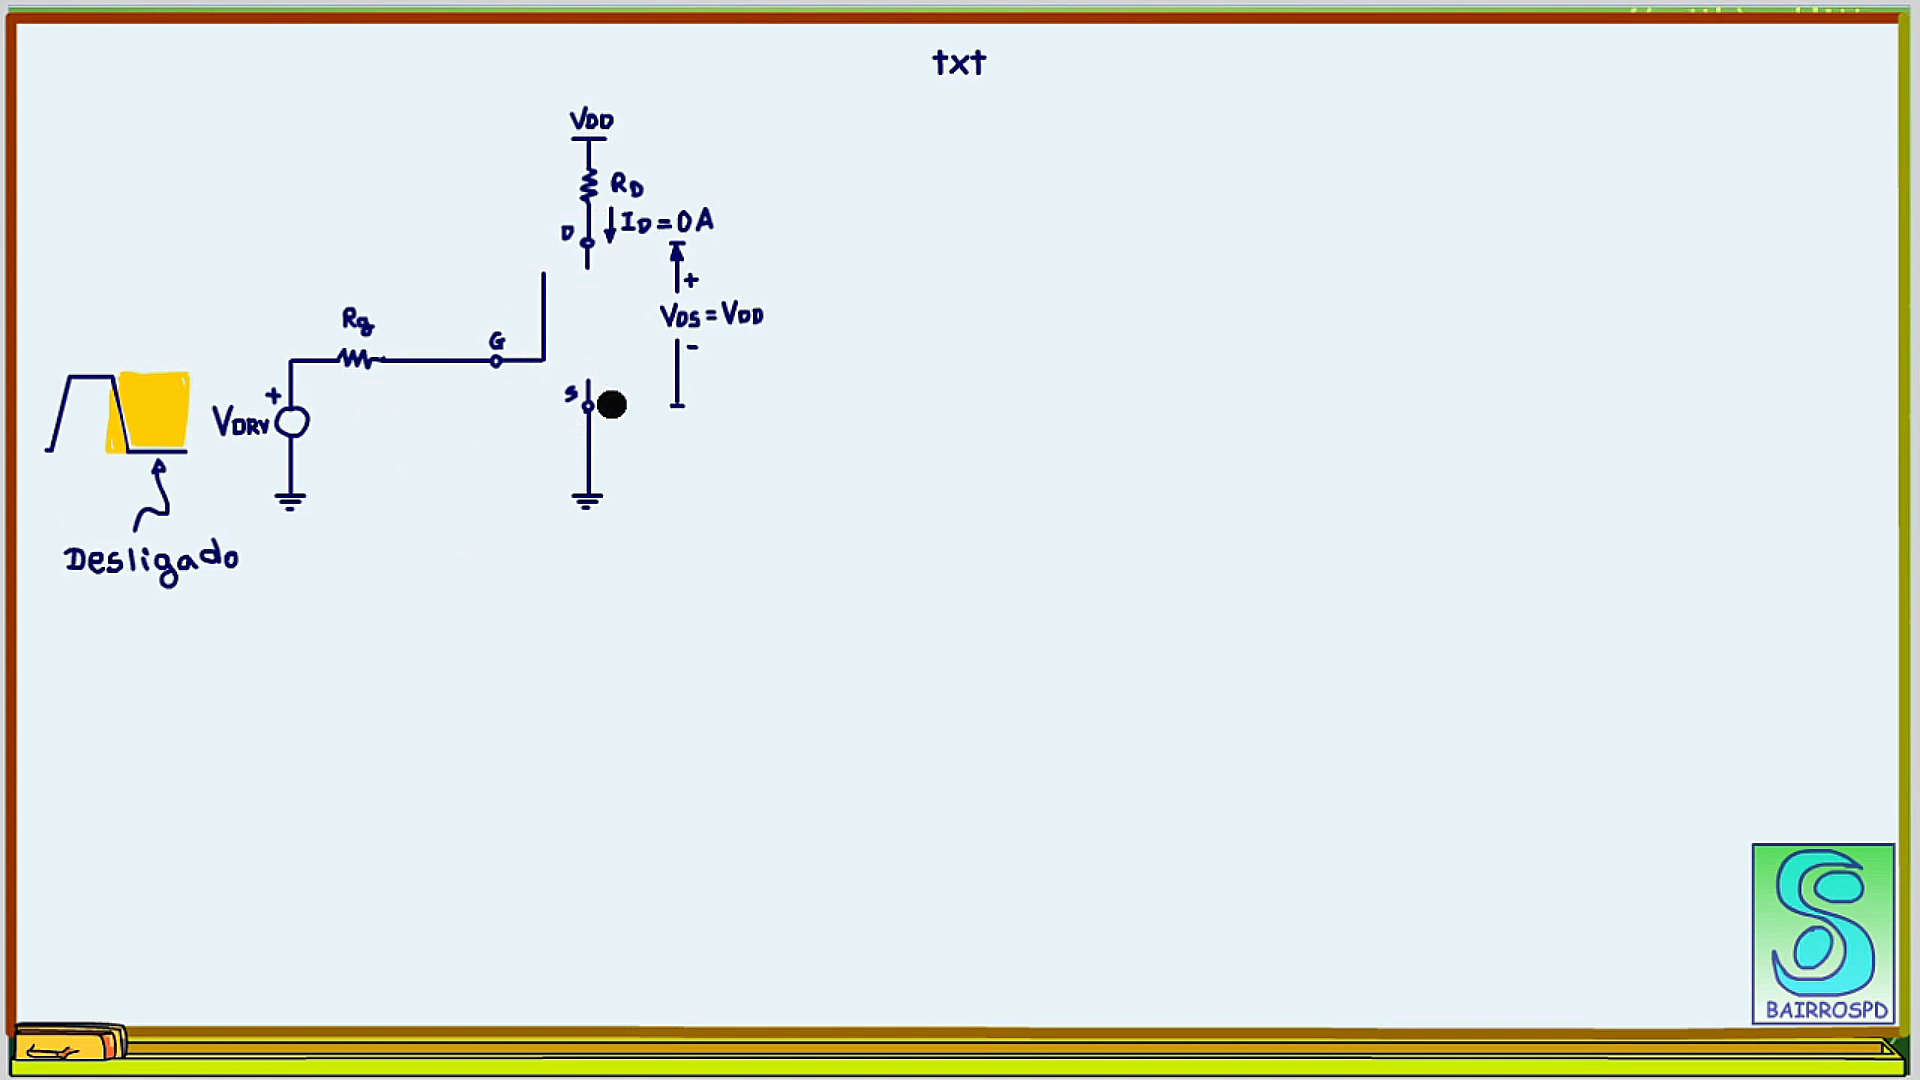 txt
VDD
RD
D
ID=0A
+
VDS=VDD
-
Rg
G
S
+
VDRV
Desligado
BAIRROSPD